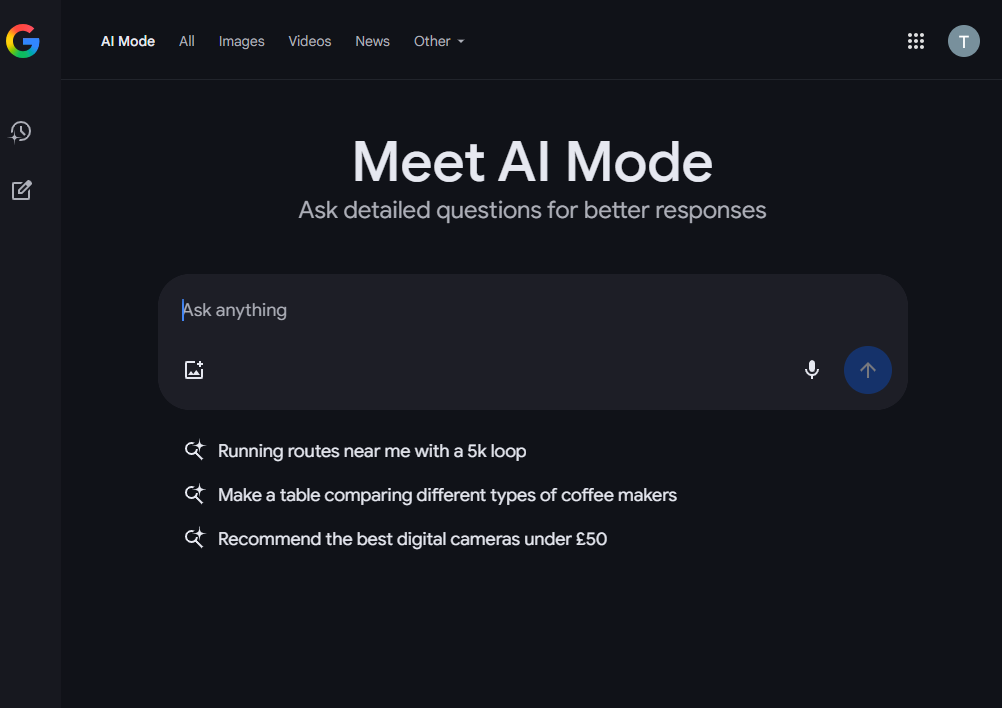 AI Mode All Images Videos News Other
T
Meet AI Mode
Ask detailed questions for better responses
Ask anything
Running routes near me with a 5k loop
Make a table comparing different types of coffee makers
Recommend the best digital cameras under £50